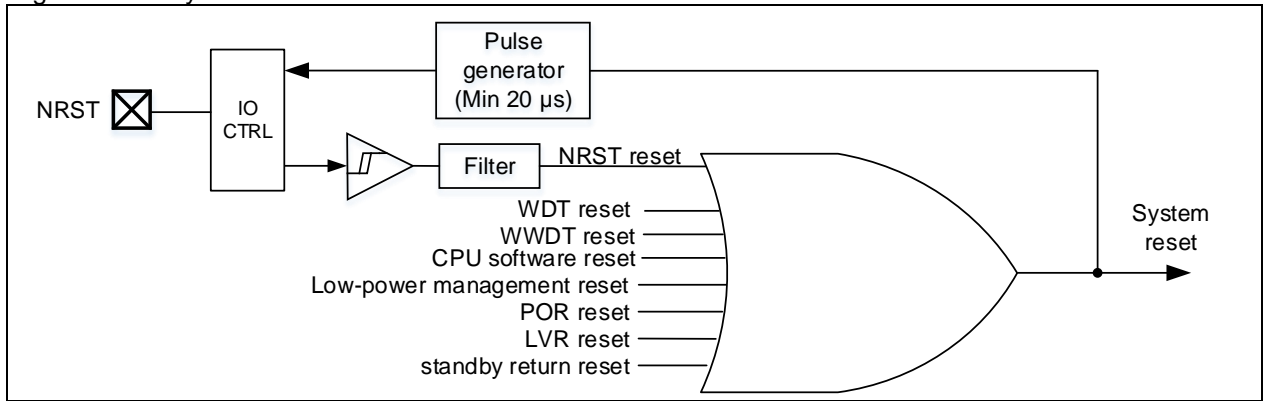 Pulse
generator
(Min 20 µs)
NRST
IO
CTRL
Filter
NRST reset
WDT reset
WWDT reset
CPU software reset
Low-power management reset
POR reset
LVR reset
standby return reset
System
reset